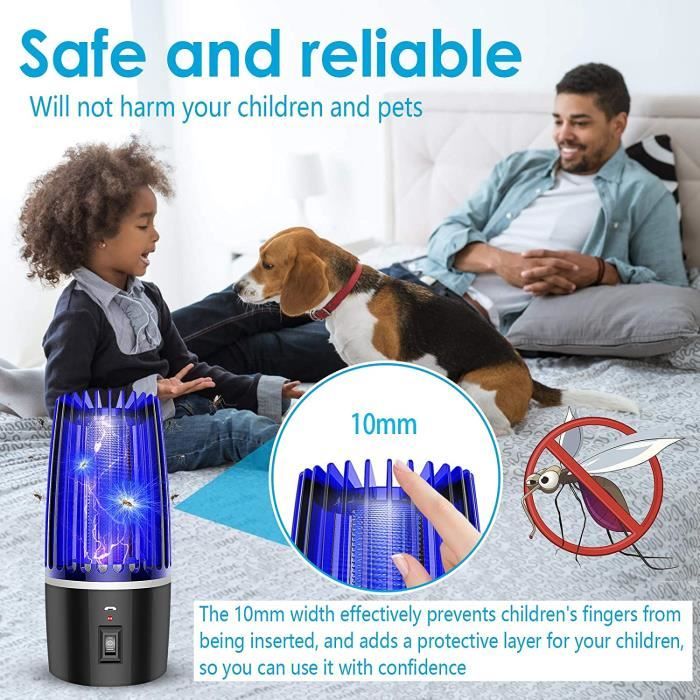 Safe and reliable
Will not harm your children and pets
10mm
The 10mm width effectively prevents children's fingers from
being inserted, and adds a protective layer for your children,
so you can use it with confidence